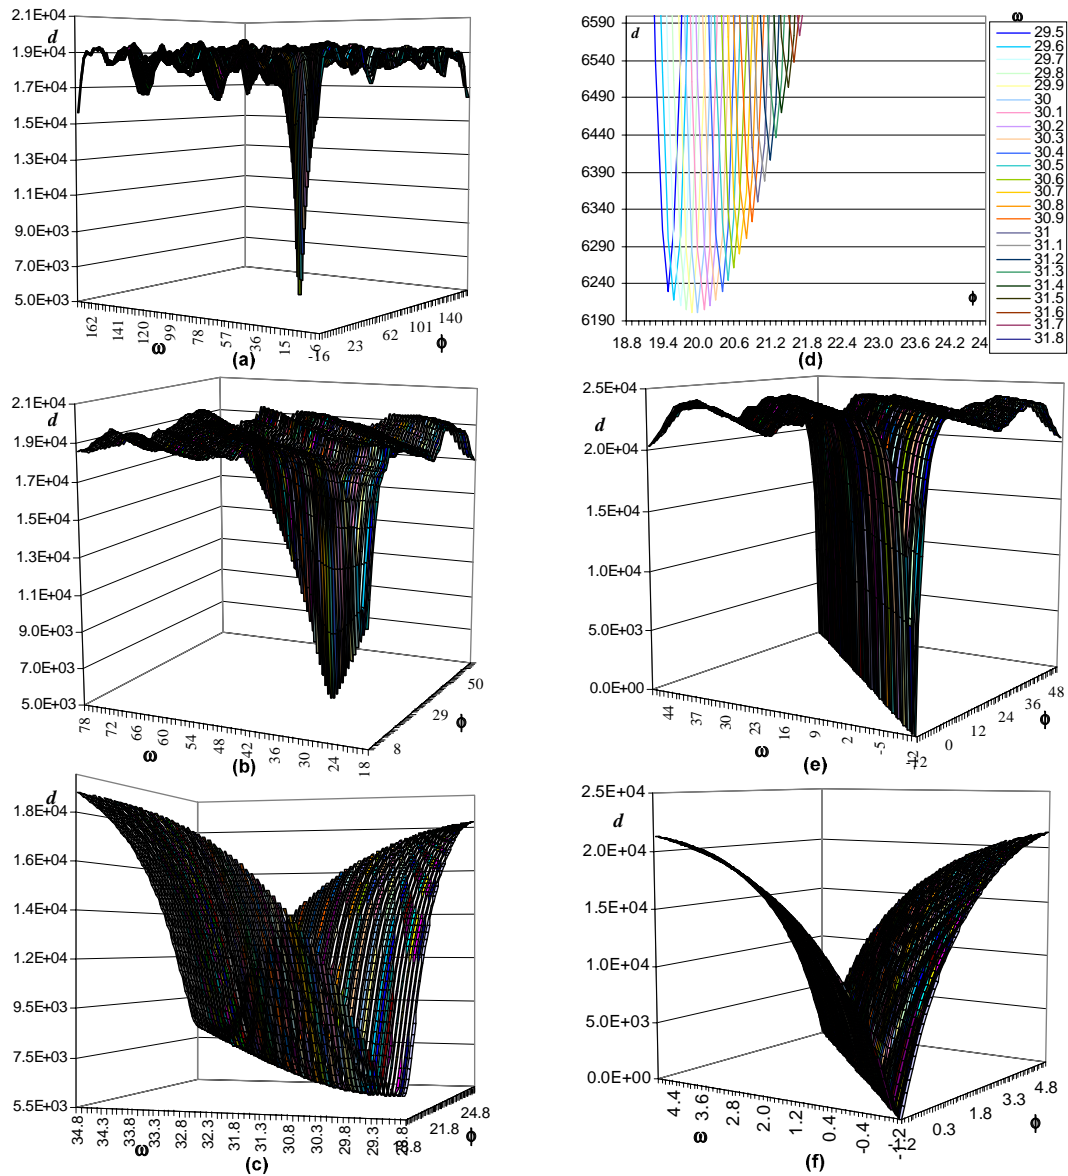 2.1E+04
d
1.9E+04
1.7E+04
1.5E+04
1.3E+04
1.1E+04
9.0E+03
7.0E+03
5.0E+03
162 141 120 99 78 57 36 15 -6
ω
-16 23 62 101 140
ϕ
(a)
6590
d
6540
6490
6440
6390
6340
6290
6240
6190
ϕ
18.8 19.4 20.0 20.6 21.2 21.8 22.4 23.0 23.6 24
(d)
ω
29.5
29.6
29.7
29.8
29.9
30
30.1
30.2
30.3
30.4
30.5
30.6
30.7
30.8
30.9
31
31.1
31.2
31.3
31.4
31.5
31.6
31.7
31.8
2.1E+04
d
1.9E+04
1.7E+04
1.5E+04
1.3E+04
1.1E+04
9.0E+03
7.0E+03
5.0E+03
78 72 66 60 54 48 42 36 30 24 18
ω
8 29 50
ϕ
(b)
2.5E+04
d
2.0E+04
1.5E+04
1.0E+04
5.0E+03
0.0E+00
44 37 30 23 16 9 2 -5 -12
ω
-12 0 12 24 36 48
ϕ
(e)
d
1.8E+04
1.6E+04
1.4E+04
1.2E+04
9.5E+03
7.5E+03
5.5E+03
34.8 34.3 33.8 33.3 32.8 32.3 31.8 31.3 30.8 30.3 29.8 29.3 28.8
ω
18.8 21.8 24.8
ϕ
(c)
2.5E+04
d
2.0E+04
1.5E+04
1.0E+04
5.0E+03
0.0E+00
4.4 3.6 2.8 2.0 1.2 0.4 -0.4 -1.2
ω
-1.2 0.3 1.8 3.3 4.8
ϕ
(f)